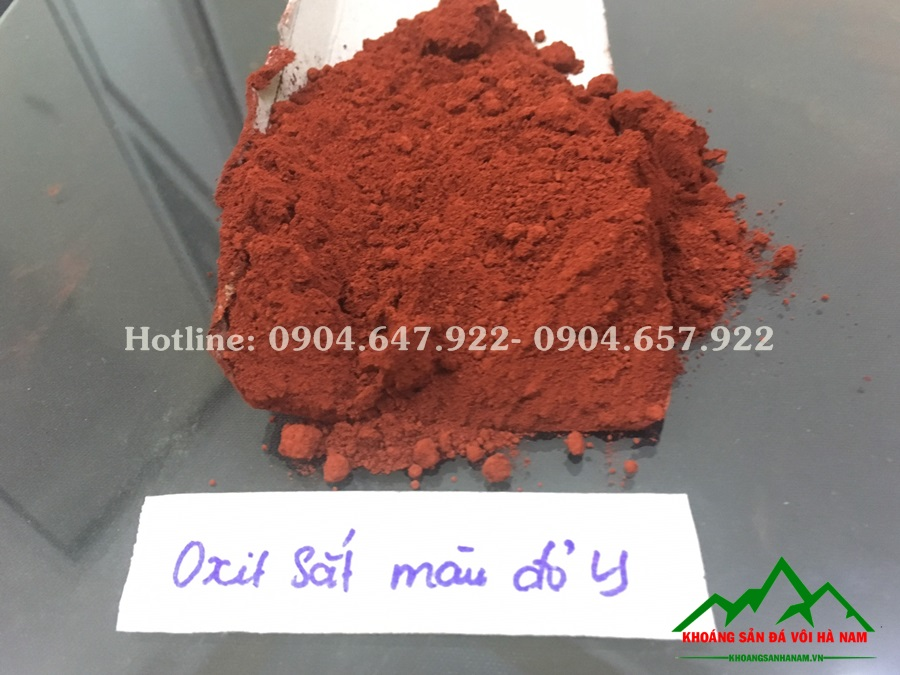 Hotline: 0904.647.922- 0904.657.922
Oxit sắt màu đỏ y
KHOÁNG SẢN ĐÁ VÔI HÀ NAM
KHOANGSANHANAM.VN